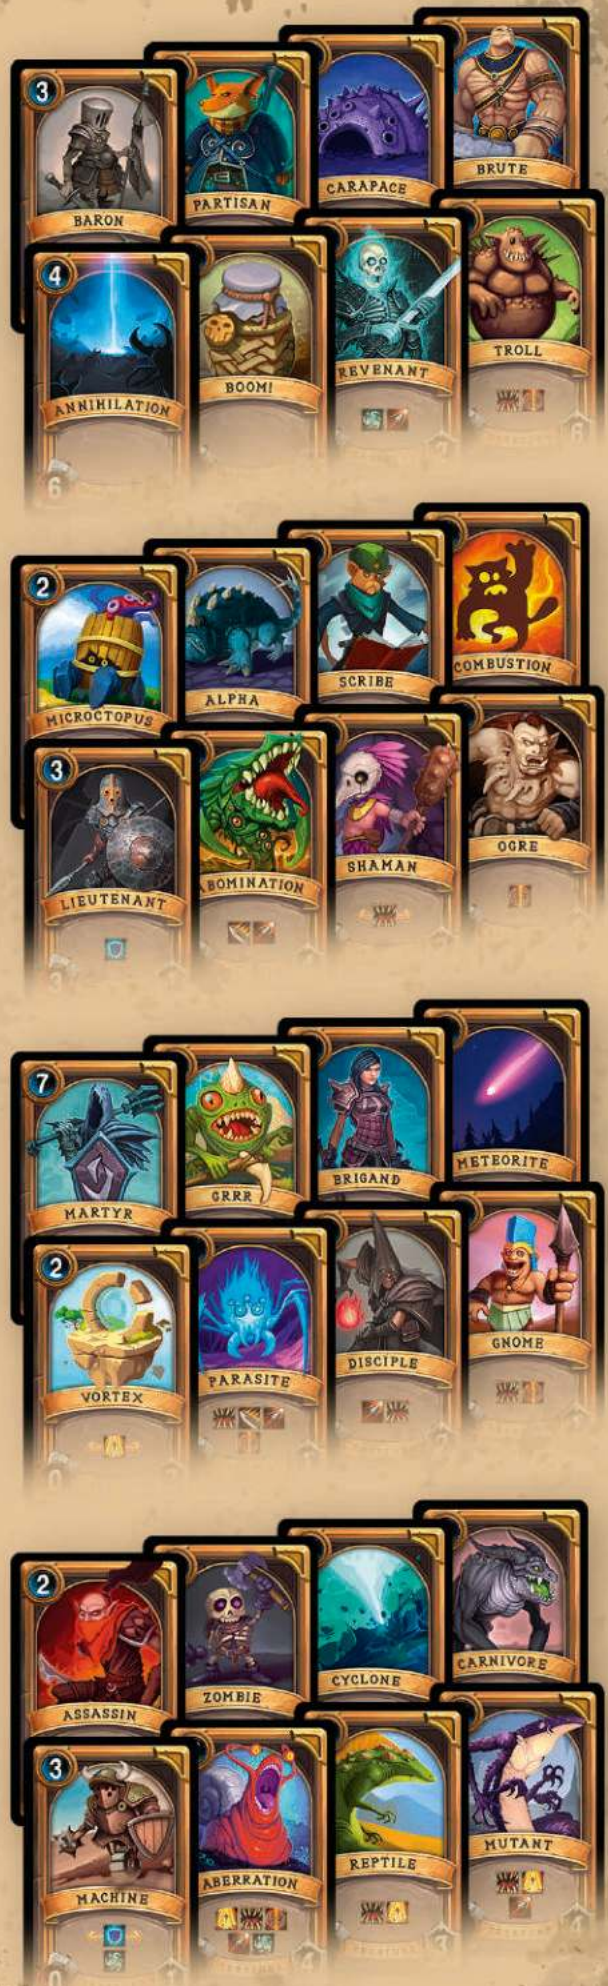 3
BARON
PARTISAN
CARAPACE
BRUTE
4
ANNIHILATION
BOOM!
REVENANT
TROLL
6
2
MICROCTOPUS
ALPHA
SCRIBE
COMBUSTION
3
LIEUTENANT
ABOMINATION
SHAMAN
OGRE
7
MARTYR
GRRR
BRIGAND
METEORITE
2
VORTEX
PARASITE
DISCIPLE
GNOME
0
2
ASSASSIN
ZOMBIE
CYCLONE
CARNIVORE
3
MACHINE
ABERRATION
REPTILE
MUTANT